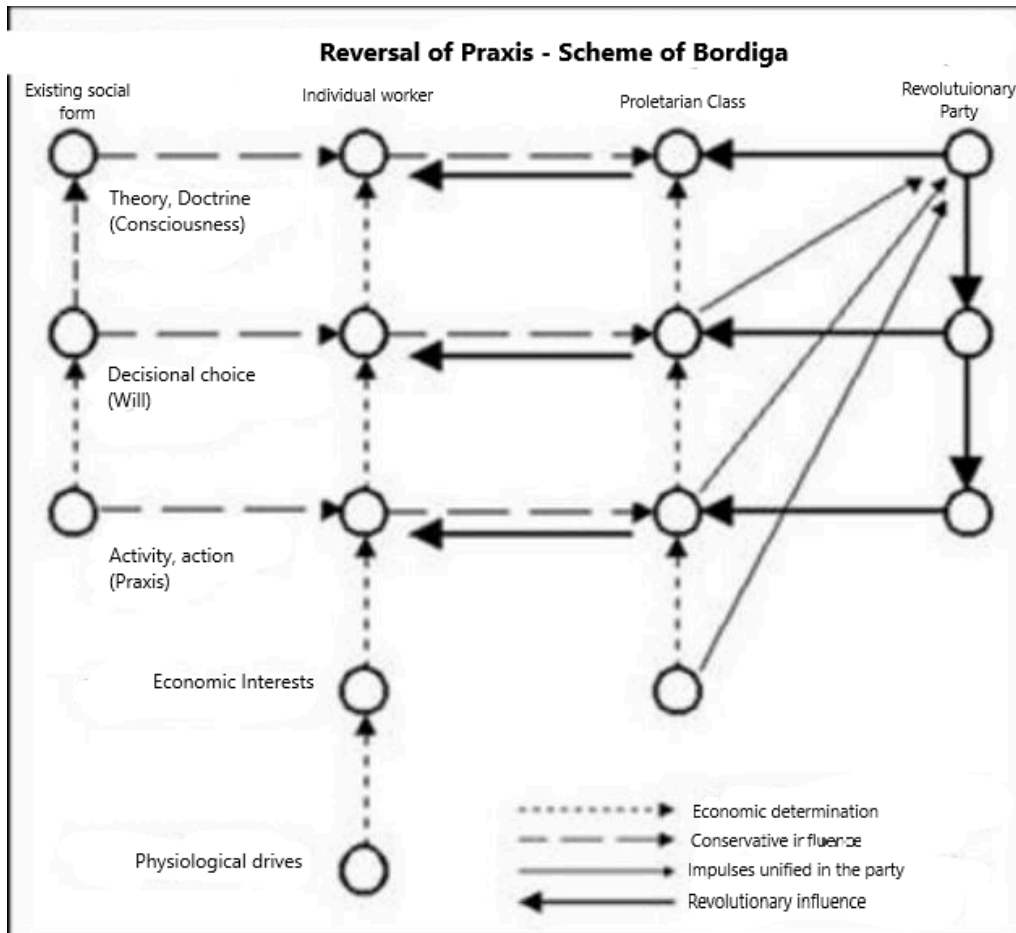 Reversal of Praxis - Scheme of Bordiga
Existing social
form
Individual worker
Proletarian Class
Revolutuionary
Party
Theory, Doctrine
(Consciousness)
Decisional choice
(Will)
Activity, action
(Praxis)
Economic Interests
Physiological drives
Economic determination
Conservative influence
Impulses unified in the party
Revolutionary influence